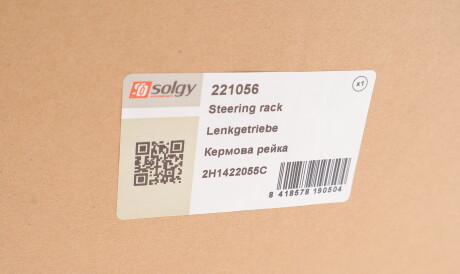 solgy
221056
x1
Steering rack
Lenkgetriebe
Кермова рейка
2H1422055C
8 418578 190504